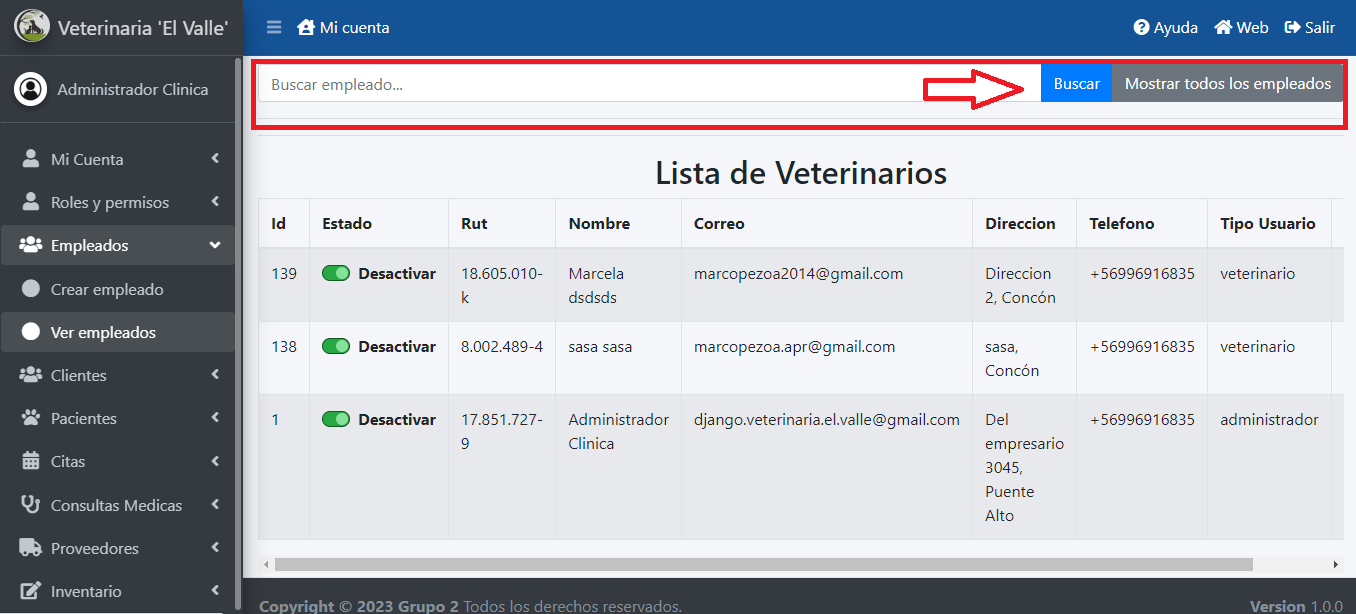 Veterinaria 'El Valle'
Mi cuenta
Ayuda
Web
Salir
Administrador Clinica
Mi Cuenta
Roles y permisos
Empleados
Crear empleado
Ver empleados
Clientes
Pacientes
Citas
Consultas Medicas
Proveedores
Inventario
Buscar empleado...
Buscar
Mostrar todos los empleados
Lista de Veterinarios
Id Estado Rut Nombre Correo Direccion Telefono Tipo Usuario
139 Desactivar 18.605.010- Marcela marcopezoa2014@gmail.com Direccion +56996916835 veterinario
k dsdsds 2, Concón
138 Desactivar 8.002.489-4 sasa sasa marcopezoa.apr@gmail.com sasa, +56996916835 veterinario
Concón
1 Desactivar 17.851.727- Administrador django.veterinaria.el.valle@gmail.com Del +56996916835 administrador
9 Clinica empresario
3045,
Puente
Alto
Copyright © 2023 Grupo 2 Todos los derechos reservados.
Version 1.0.0